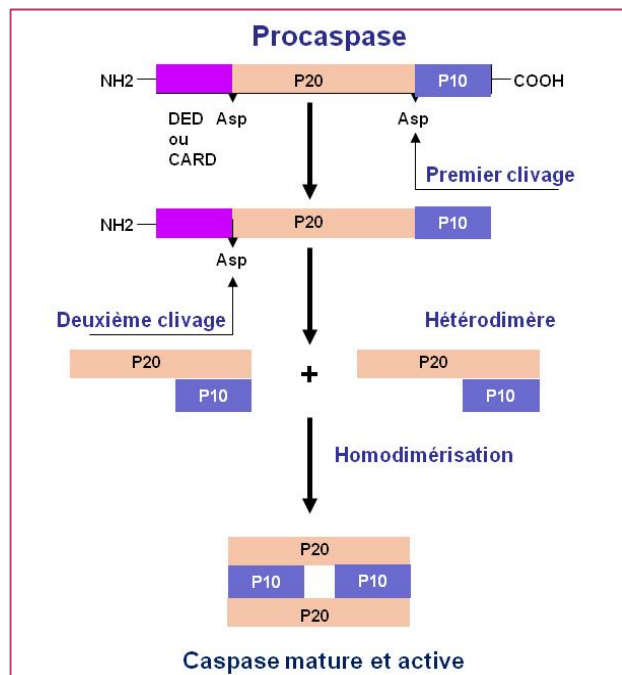 Procaspase
NH2 P20 P10 COOH
DED Asp Asp
ou
CARD
Premier clivage
NH2 P20 P10
Asp
Deuxième clivage Hétérodimère
P20 + P20
P10 P10
Homodimérisation
P20
P10 P10
P20
Caspase mature et active